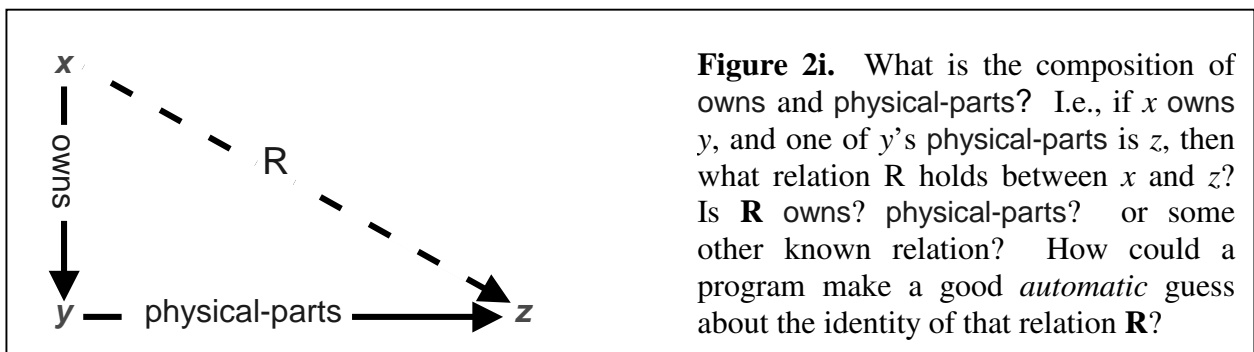 x
owns
R
y
physical-parts
z
Figure 2i. What is the composition of
owns and physical-parts? I.e., if x owns
y, and one of y's physical-parts is z, then
what relation R holds between x and z?
Is R owns? physical-parts? or some
other known relation? How could a
program make a good automatic guess
about the identity of that relation R?